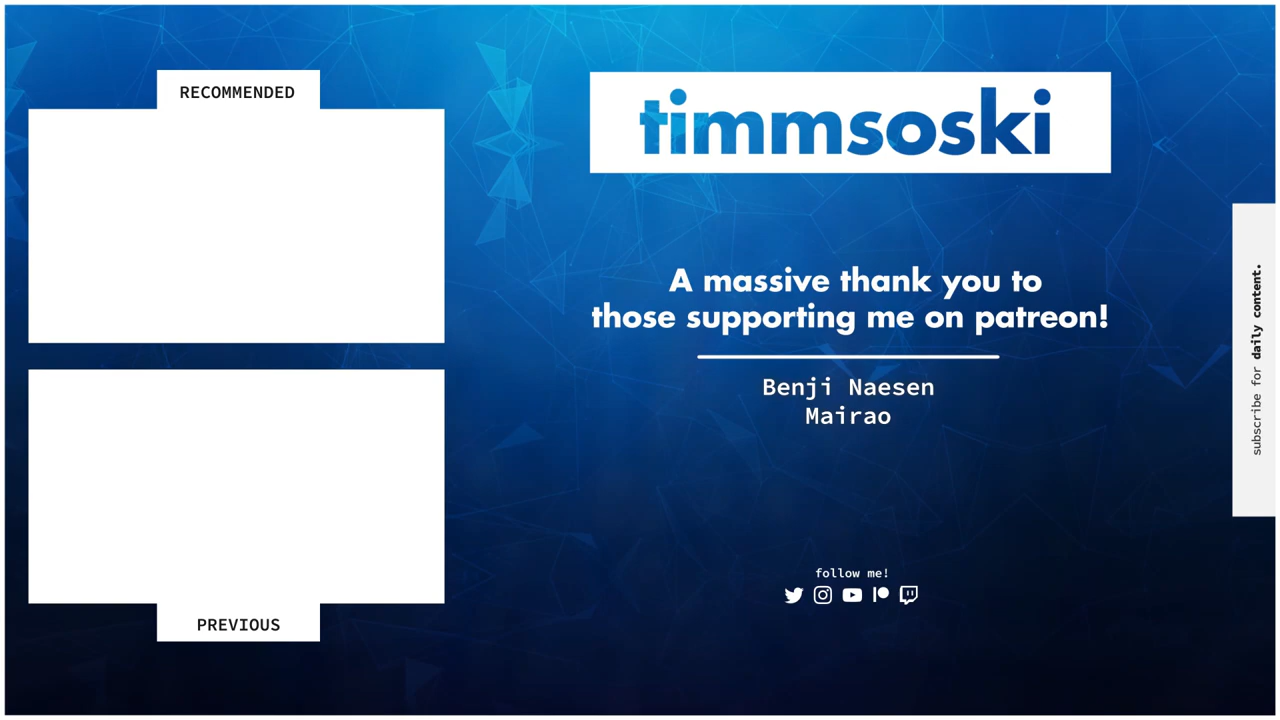 RECOMMENDED
PREVIOUS
timmsoski
A massive thank you to
those supporting me on patreon!
Benji Naesen
Mairao
follow me!
subscribe for daily content.